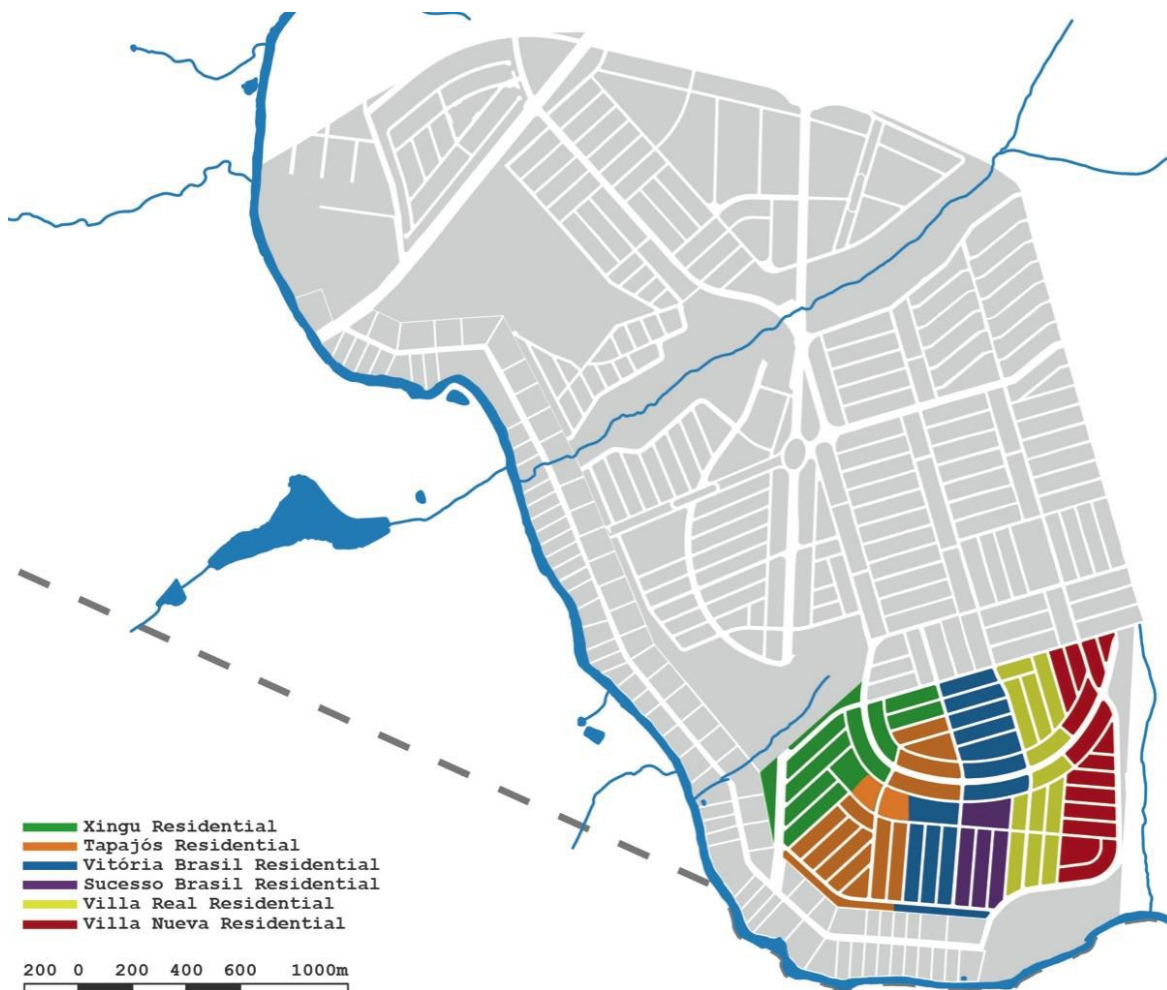 Xingu Residential
Tapajós Residential
Vitória Brasil Residential
Sucesso Brasil Residential
Villa Real Residential
Villa Nueva Residential
200 0 200 400 600 1000m